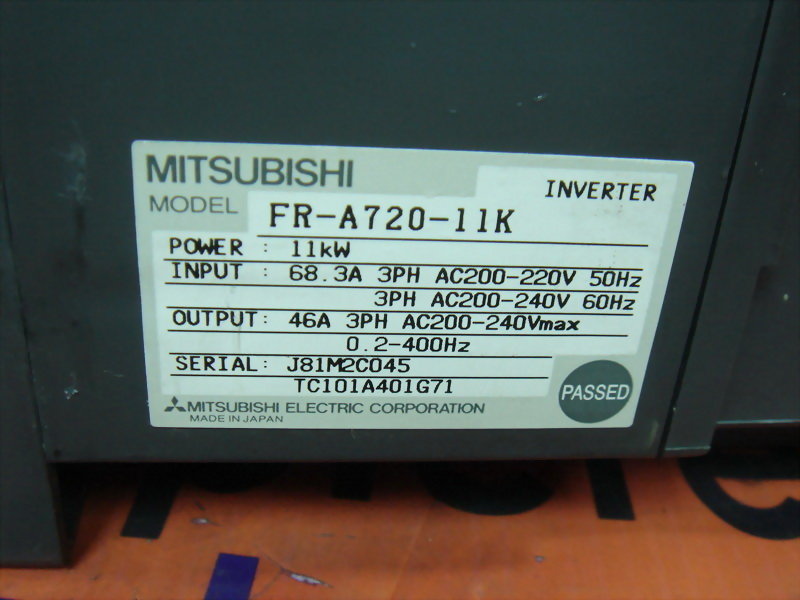 MITSUBISHI
INVERTER
MODEL FR-A720-11K
POWER : 11kW
INPUT : 68.3A 3PH AC200-220V 50Hz
3PH AC200-240V 60Hz
OUTPUT: 46A 3PH AC200-240Vmax
0.2-400Hz
SERIAL: J81M2C045
TC101A401G71
PASSED
MITSUBISHI ELECTRIC CORPORATION
MADE IN JAPAN